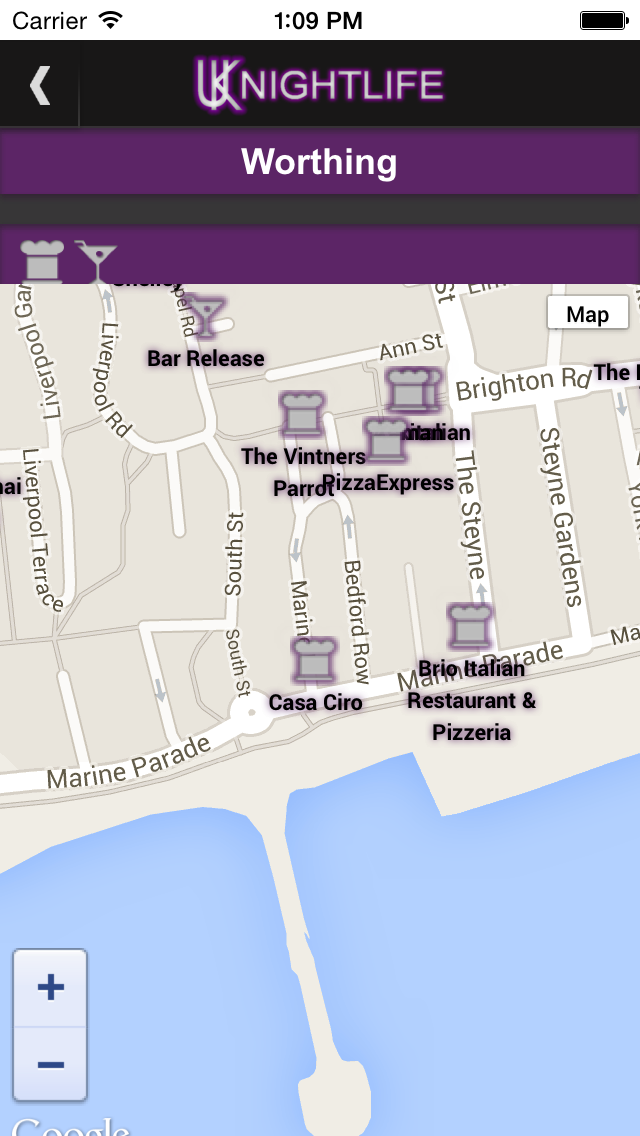 Carrier 1:09 PM
UK NIGHTLIFE
Worthing
Map
Liverpool Rd
Bar Release
Ann St
Brighton Rd
The Vintners
Parrot
PizzaExpress
Liverpool Terrace
South St
The Steyne
Steyne Gardens
Bedford Row
South St
Casa Ciro
Brio Italian
Restaurant &
Pizzeria
Marine Parade
Marine Parade
Google